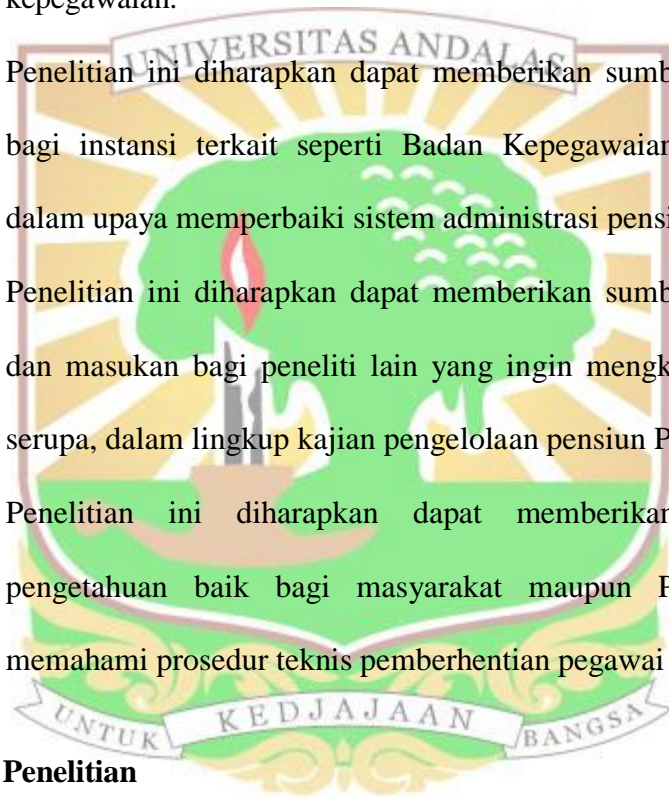 kepegawaian.
UNIVERSITAS ANDALAS
Penelitian ini diharapkan dapat memberikan sumb
bagi instansi terkait seperti Badan Kepegawaian
dalam upaya memperbaiki sistem administrasi pensi
Penelitian ini diharapkan dapat memberikan sumb
dan masukan bagi peneliti lain yang ingin mengk
serupa, dalam lingkup kajian pengelolaan pensiun P
Penelitian ini diharapkan dapat memberikan
pengetahuan baik bagi masyarakat maupun P
memahami prosedur teknis pemberhentian pegawai
UNTUK KEDJAJAAN BANGSA
Penelitian